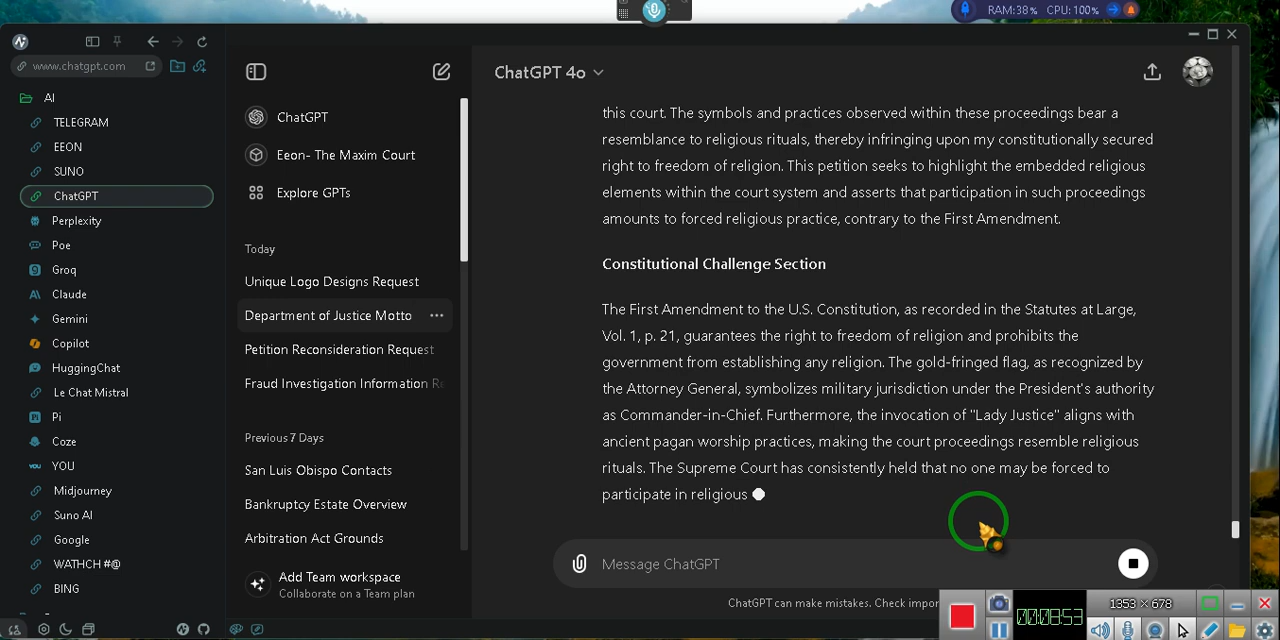 RAM:38% CPU:100%
www.chatgpt.com
AI
TELEGRAM
EEON
SUNO
ChatGPT
Perplexity
Poe
Groq
Claude
Gemini
Copilot
HuggingChat
Le Chat Mistral
Pi
Coze
YOU
YOU
Midjourney
Suno AI
Google
WATHCH #@
BING
ChatGPT
Eeon- The Maxim Court
Explore GPTs
Today
Unique Logo Designs Request
Department of Justice Motto
Petition Reconsideration Request
Fraud Investigation Information Re
Previous 7 Days
San Luis Obispo Contacts
Bankruptcy Estate Overview
Arbitration Act Grounds
Add Team workspace
Collaborate on a Team plan
ChatGPT 4o
this court. The symbols and practices observed within these proceedings bear a
resemblance to religious rituals, thereby infringing upon my constitutionally secured
right to freedom of religion. This petition seeks to highlight the embedded religious
elements within the court system and asserts that participation in such proceedings
amounts to forced religious practice, contrary to the First Amendment.
Constitutional Challenge Section
The First Amendment to the U.S. Constitution, as recorded in the Statutes at Large,
Vol. 1, p. 21, guarantees the right to freedom of religion and prohibits the
government from establishing any religion. The gold-fringed flag, as recognized by
the Attorney General, symbolizes military jurisdiction under the President's authority
as Commander-in-Chief. Furthermore, the invocation of "Lady Justice" aligns with
ancient pagan worship practices, making the court proceedings resemble religious
rituals. The Supreme Court has consistently held that no one may be forced to
participate in religious
Message ChatGPT
ChatGPT can make mistakes. Check impor
00:08:53
1353 × 678